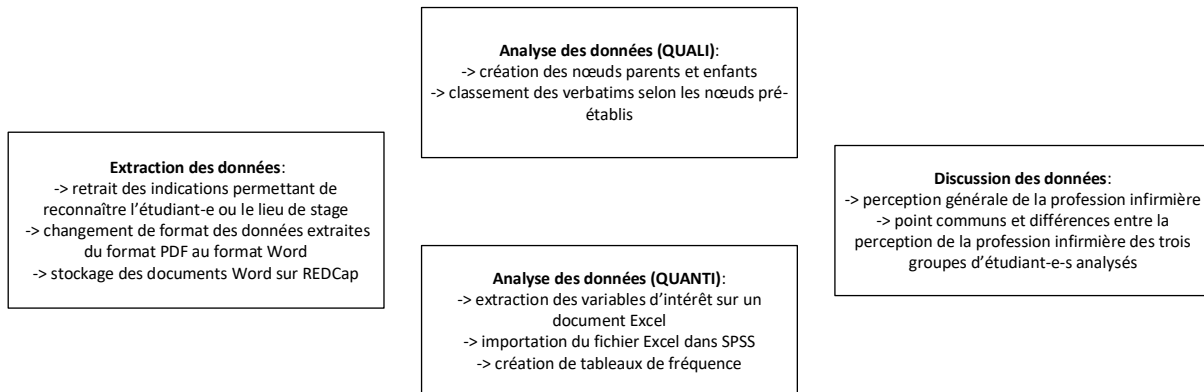 Extraction des données:
-> retrait des indications permettant de
reconnaître l'étudiant-e ou le lieu de stage
-> changement de format des données extraites
du format PDF au format Word
-> stockage des documents Word sur REDCap
Analyse des données (QUALI):
-> création des nœuds parents et enfants
-> classement des verbatims selon les nœuds pré-
établis
Analyse des données (QUANTI):
-> extraction des variables d'intérêt sur un
document Excel
-> importation du fichier Excel dans SPSS
-> création de tableaux de fréquence
Discussion des données:
-> perception générale de la profession infirmière
-> point communs et différences entre la
perception de la profession infirmière des trois
groupes d'étudiant-e-s analysés